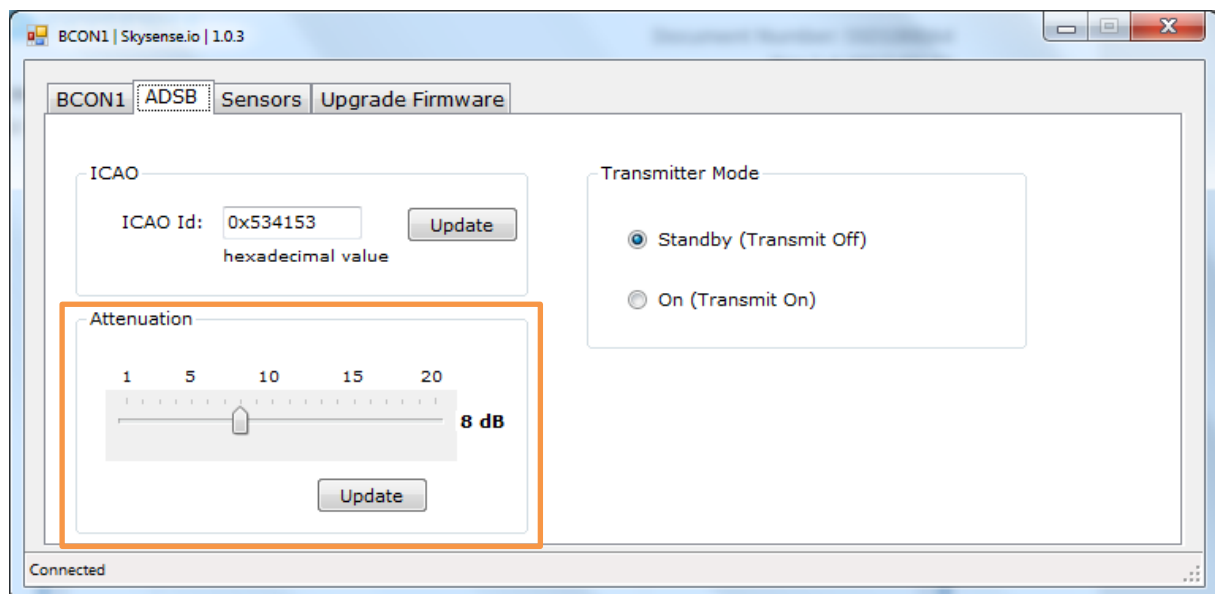 BCON1 | Skysense.io | 1.0.3
BCON1 ADSB Sensors Upgrade Firmware
ICAO
ICAO Id: 0x534153 Update
hexadecimal value
Transmitter Mode
Standby (Transmit Off)
On (Transmit On)
Attenuation
1 5 10 15 20
8 dB
Update
Connected